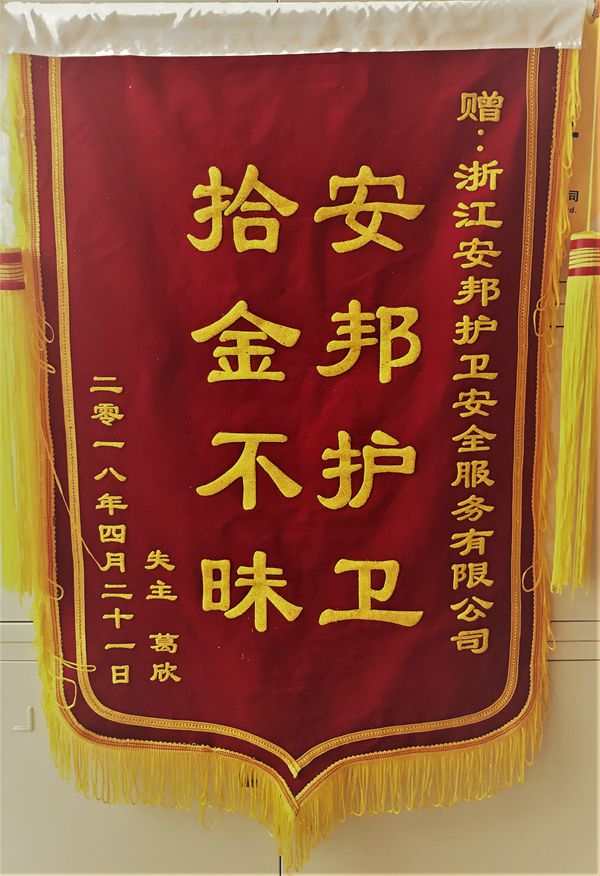 赠:浙江安邦护卫安全服务有限公司
安邦护卫
拾金不昧
失主 葛欣
二零一八年四月二十一日
司
td.